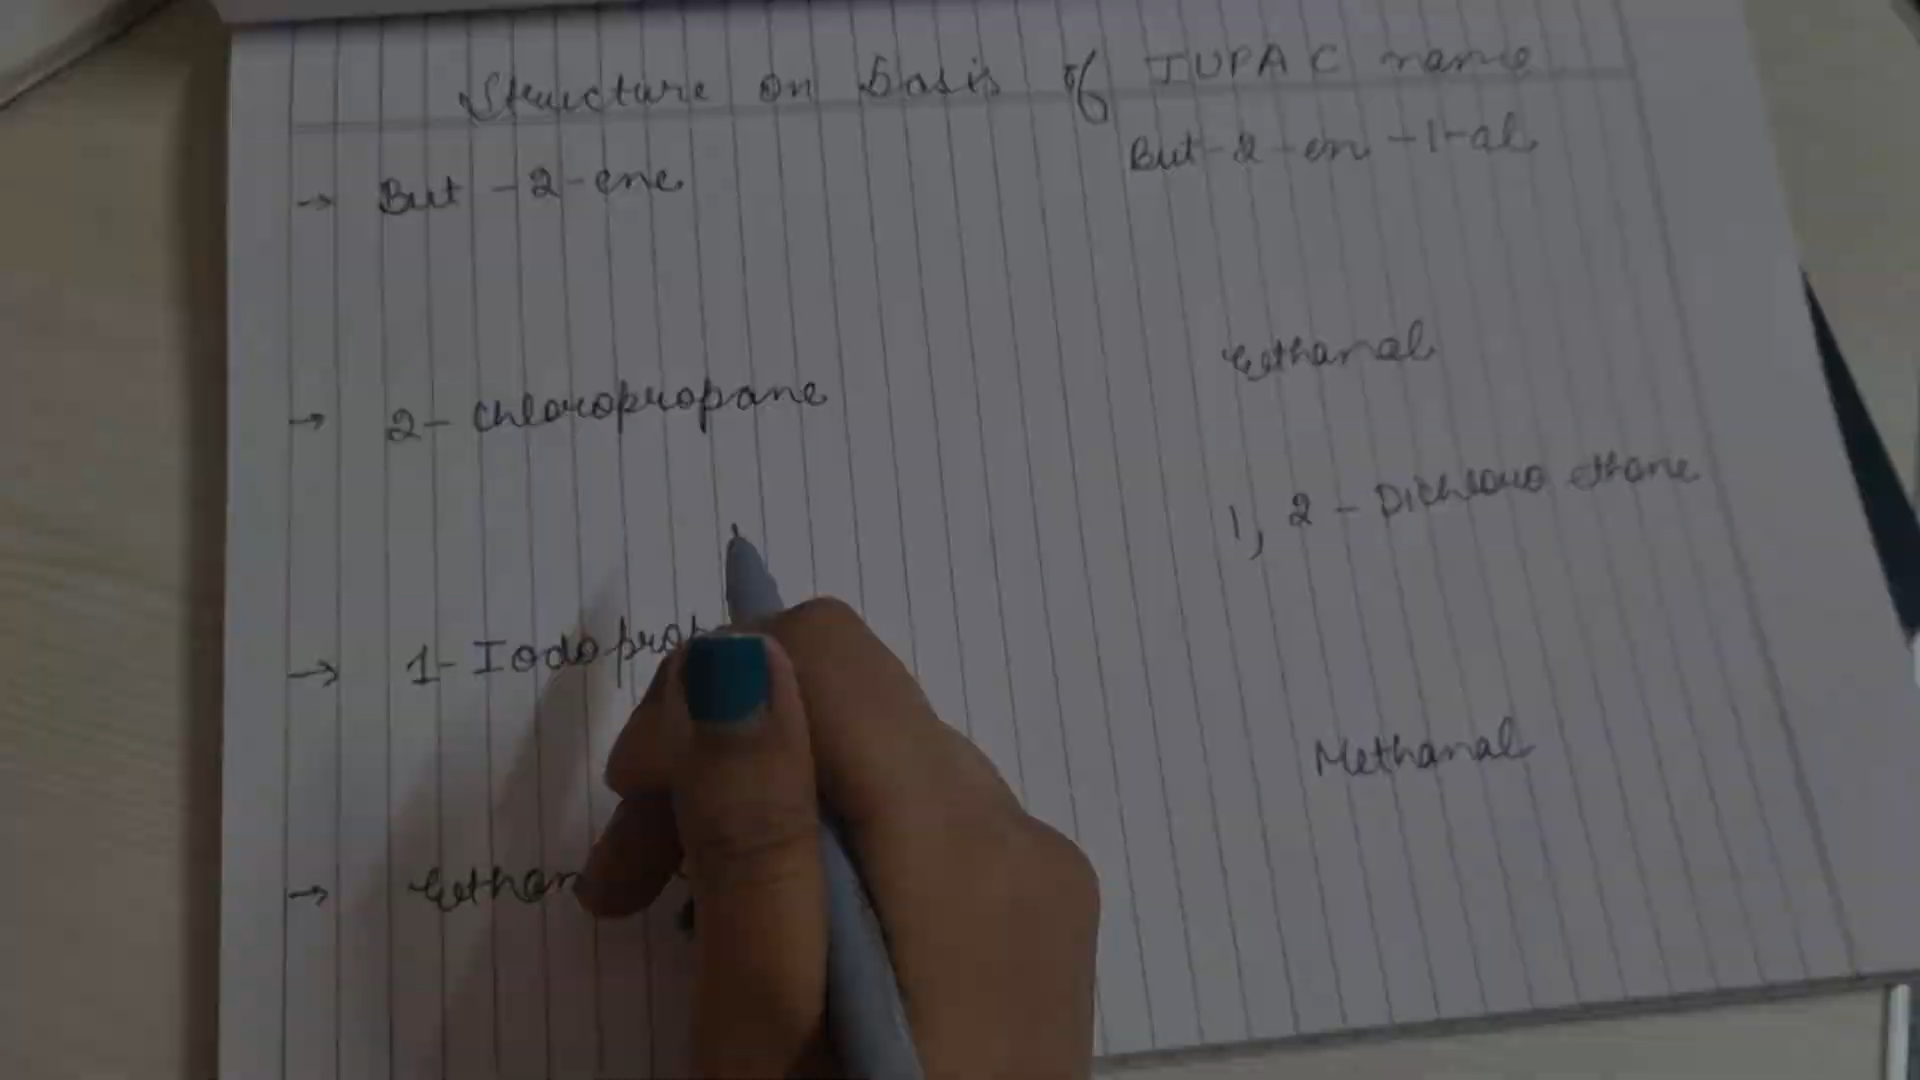 Structure on basis of IUPAC name
→ But-2-ene
But-2-en-1-al
→ 2-chloropropane
Ethanal
1, 2-Dichloro ethane
→ 1-Iodo
Methanal
→